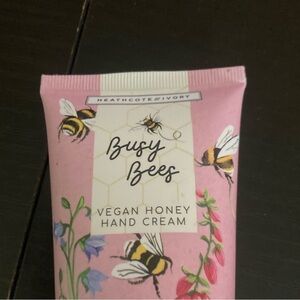 HEATHCOTE & IVORY
Busy
Bees
VEGAN HONEY
HAND CREAM